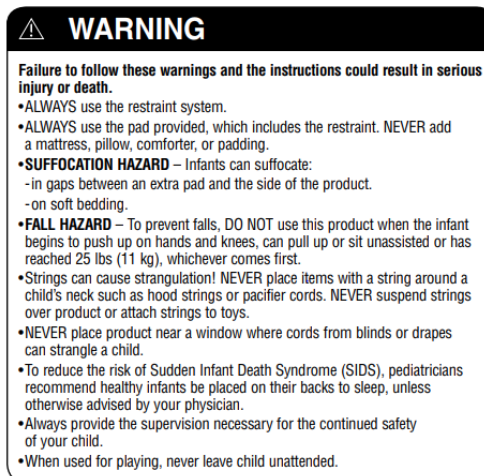 WARNING
Failure to follow these warnings and the instructions could result in serious
injury or death.
•ALWAYS use the restraint system.
•ALWAYS use the pad provided, which includes the restraint. NEVER add
a mattress, pillow, comforter, or padding.
•SUFFOCATION HAZARD – Infants can suffocate:
-in gaps between an extra pad and the side of the product.
-on soft bedding.
•FALL HAZARD – To prevent falls, DO NOT use this product when the infant
begins to push up on hands and knees, can pull up or sit unassisted or has
reached 25 lbs (11 kg), whichever comes first.
•Strings can cause strangulation! NEVER place items with a string around a
child's neck such as hood strings or pacifier cords. NEVER suspend strings
over product or attach strings to toys.
•NEVER place product near a window where cords from blinds or drapes
can strangle a child.
•To reduce the risk of Sudden Infant Death Syndrome (SIDS), pediatricians
recommend healthy infants be placed on their backs to sleep, unless
otherwise advised by your physician.
•Always provide the supervision necessary for the continued safety
of your child.
•When used for playing, never leave child unattended.